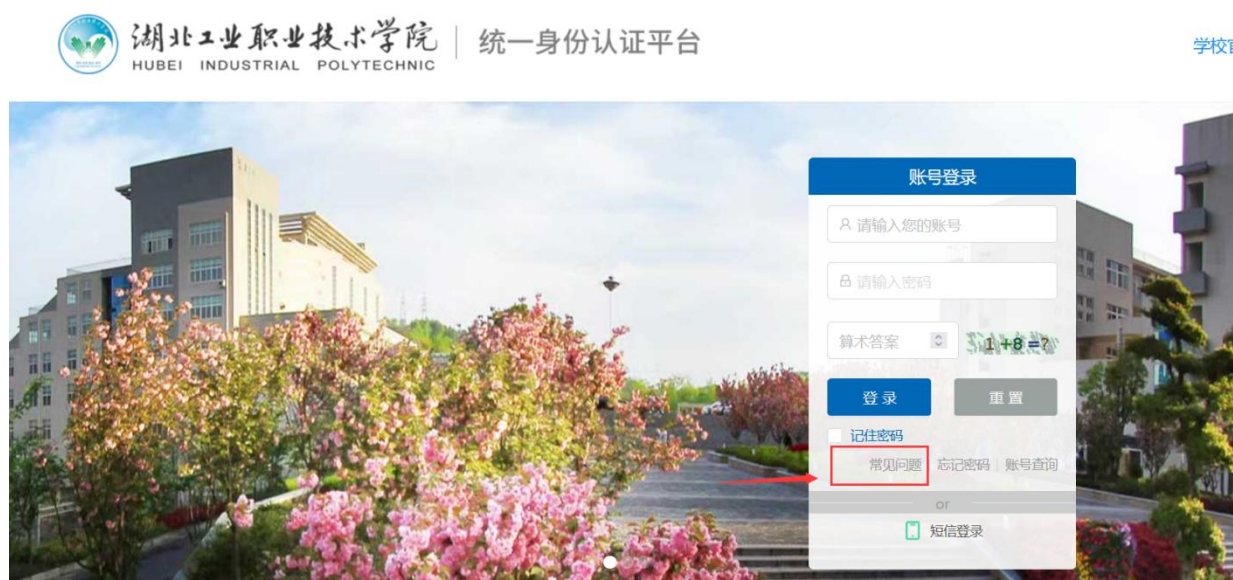 湖北工业职业技术学院 统一身份认证平台
HUBEI INDUSTRIAL POLYTECHNIC
学校
账号登录
请输入您的账号
请输入密码
算术答案 1+8=?
登录 重置
记住密码
常见问题 忘记密码 | 账号查询
or
短信登录